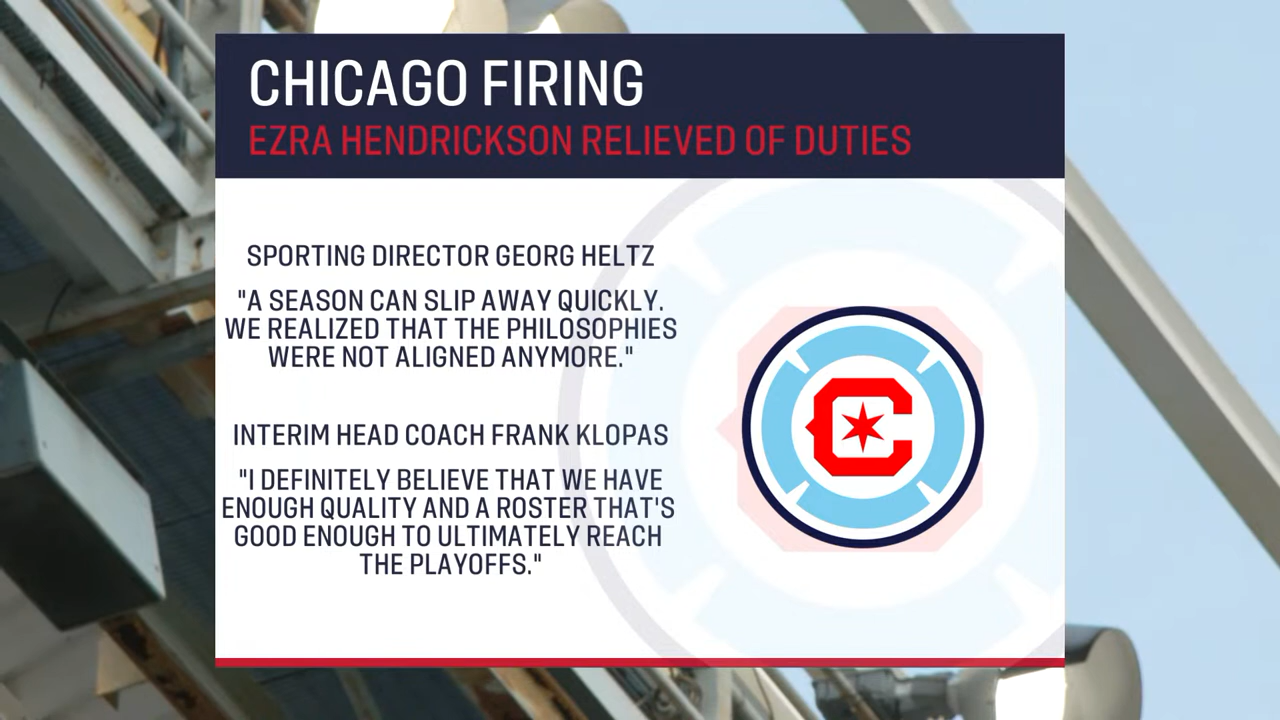 CHICAGO FIRING
EZRA HENDRICKSON RELIEVED OF DUTIES
SPORTING DIRECTOR GEORG HELTZ
"A SEASON CAN SLIP AWAY QUICKLY.
WE REALIZED THAT THE PHILOSOPHIES
WERE NOT ALIGNED ANYMORE."
INTERIM HEAD COACH FRANK KLOPAS
"I DEFINITELY BELIEVE THAT WE HAVE
ENOUGH QUALITY AND A ROSTER THAT'S
GOOD ENOUGH TO ULTIMATELY REACH
THE PLAYOFFS."
C